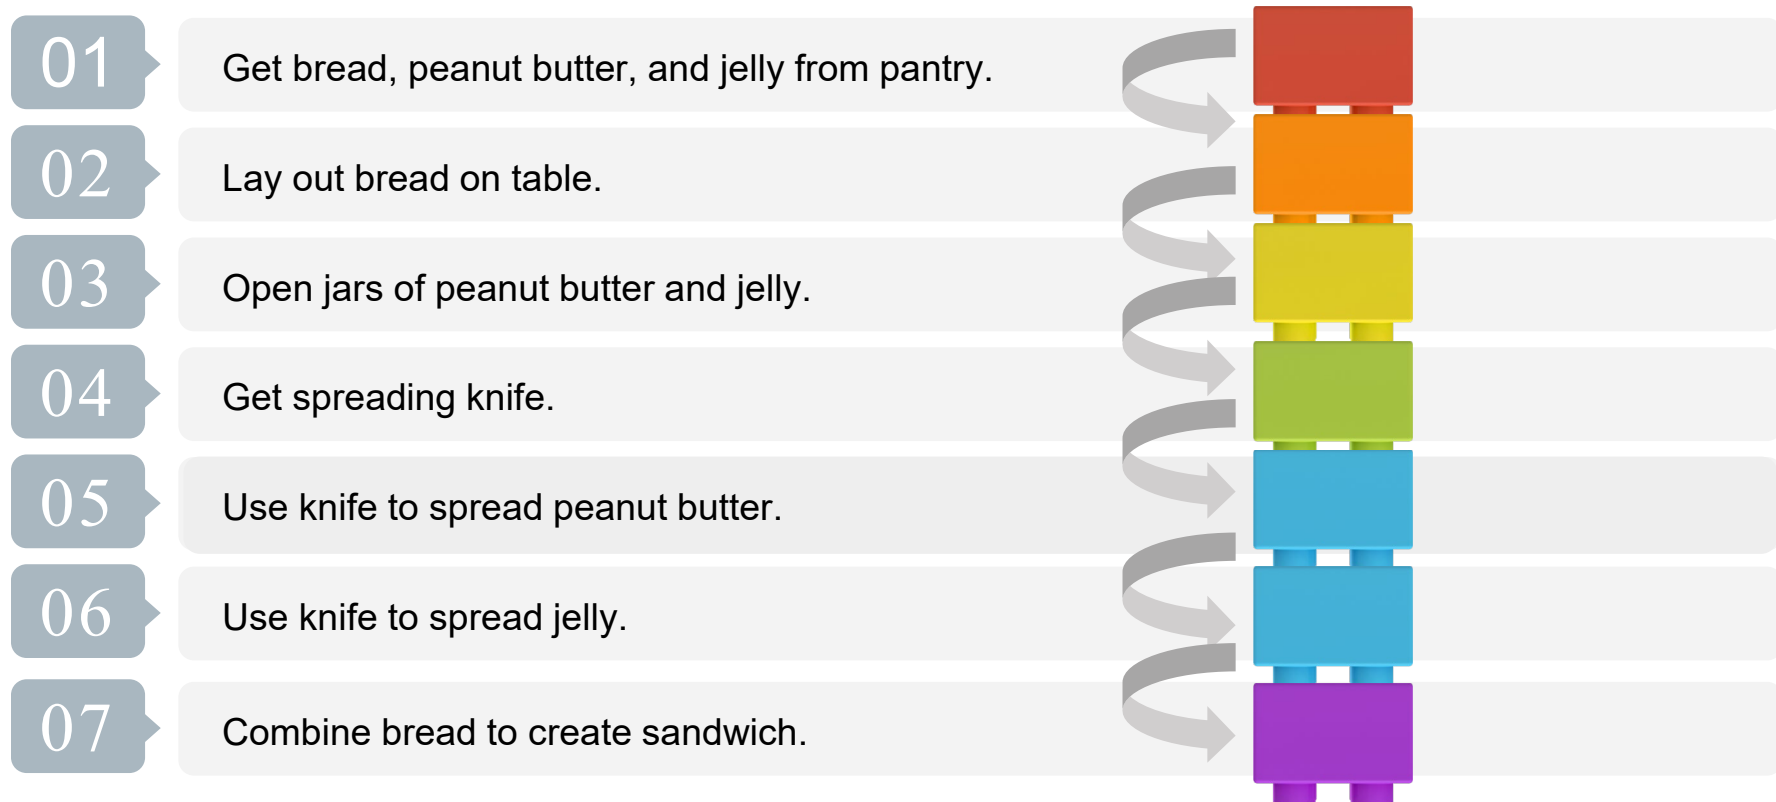 01
Get bread, peanut butter, and jelly from pantry.
02
Lay out bread on table.
03
Open jars of peanut butter and jelly.
04
Get spreading knife.
05
Use knife to spread peanut butter.
06
Use knife to spread jelly.
07
Combine bread to create sandwich.